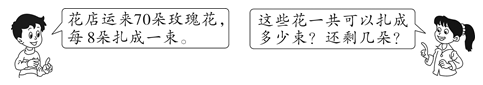 花店运来70朵玫瑰花，
每8朵扎成一束。
这些花一共可以扎成
多少束？还剩几朵？